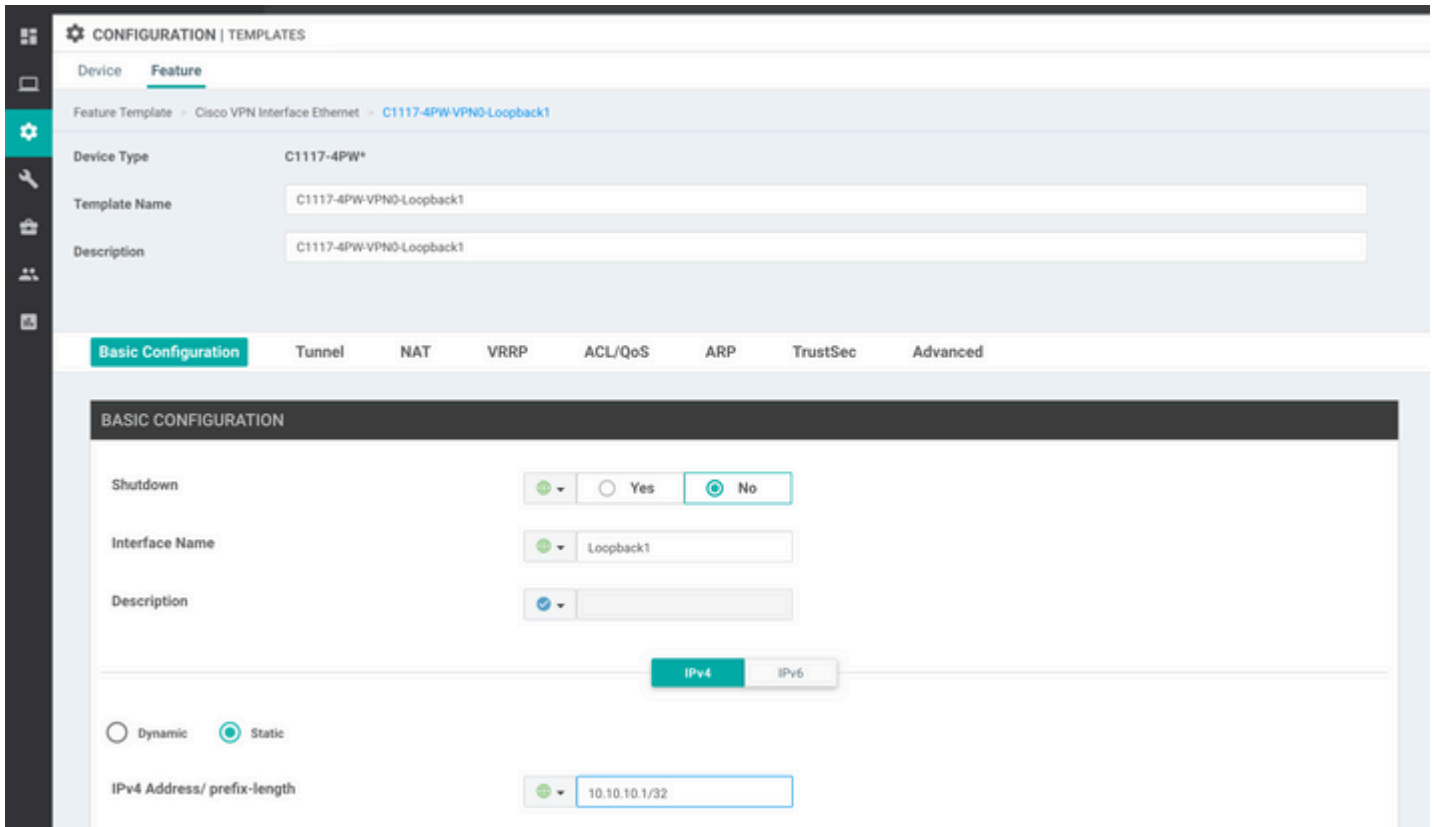 CONFIGURATION | TEMPLATES
Device Feature
Feature Template > Cisco VPN Interface Ethernet > C1117-4PW-VPN0-Loopback1
Device Type C1117-4PW*
Template Name C1117-4PW-VPN0-Loopback1
Description C1117-4PW-VPN0-Loopback1
Basic Configuration Tunnel NAT VRRP ACL/QoS ARP TrustSec Advanced
BASIC CONFIGURATION
Shutdown Yes No
Interface Name Loopback1
Description
IPv4 IPv6
Dynamic Static
IPv4 Address/ prefix-length 10.10.10.1/32